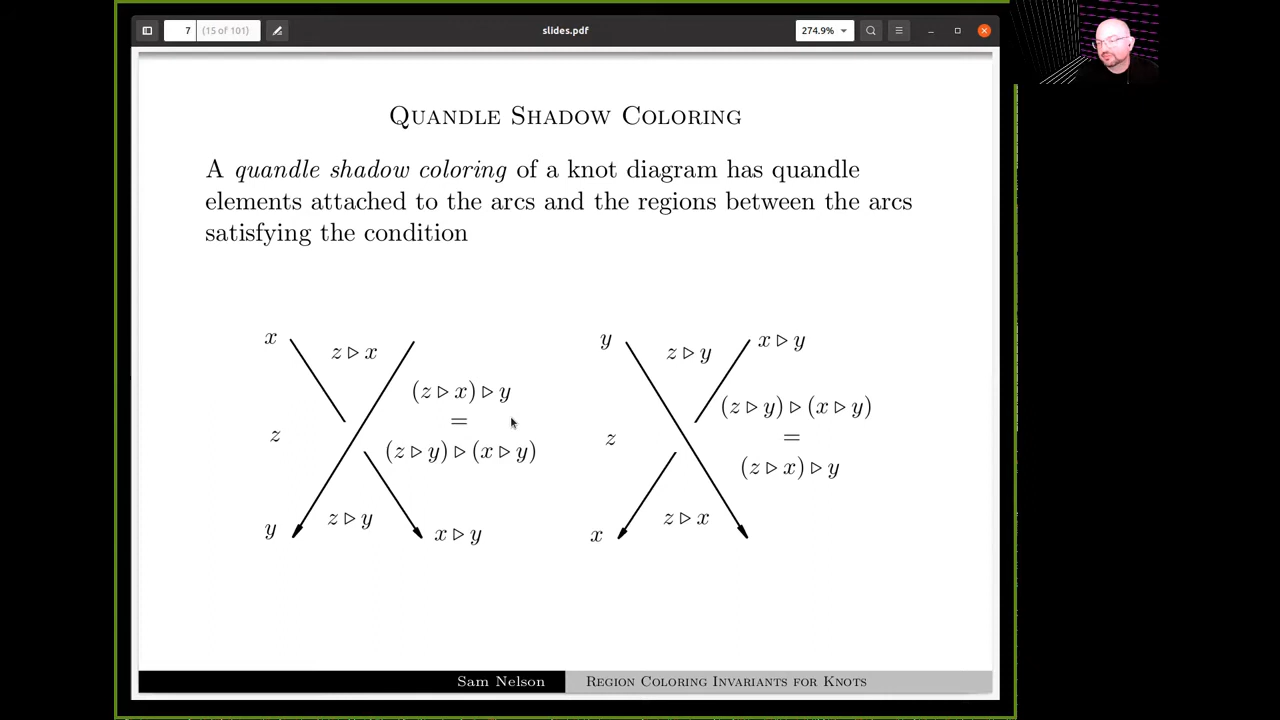 7 (15 of 101) slides.pdf 274.9%
Quandle Shadow Coloring
A quandle shadow coloring of a knot diagram has quandle
elements attached to the arcs and the regions between the arcs
satisfying the condition
x z ▷ x
(z ▷ x) ▷ y
z =
(z ▷ y) ▷ (x ▷ y)
y z ▷ y x ▷ y
y z ▷ y x ▷ y
(z ▷ y) ▷ (x ▷ y)
z =
(z ▷ x) ▷ y
x z ▷ x
Sam Nelson Region Coloring Invariants for Knots